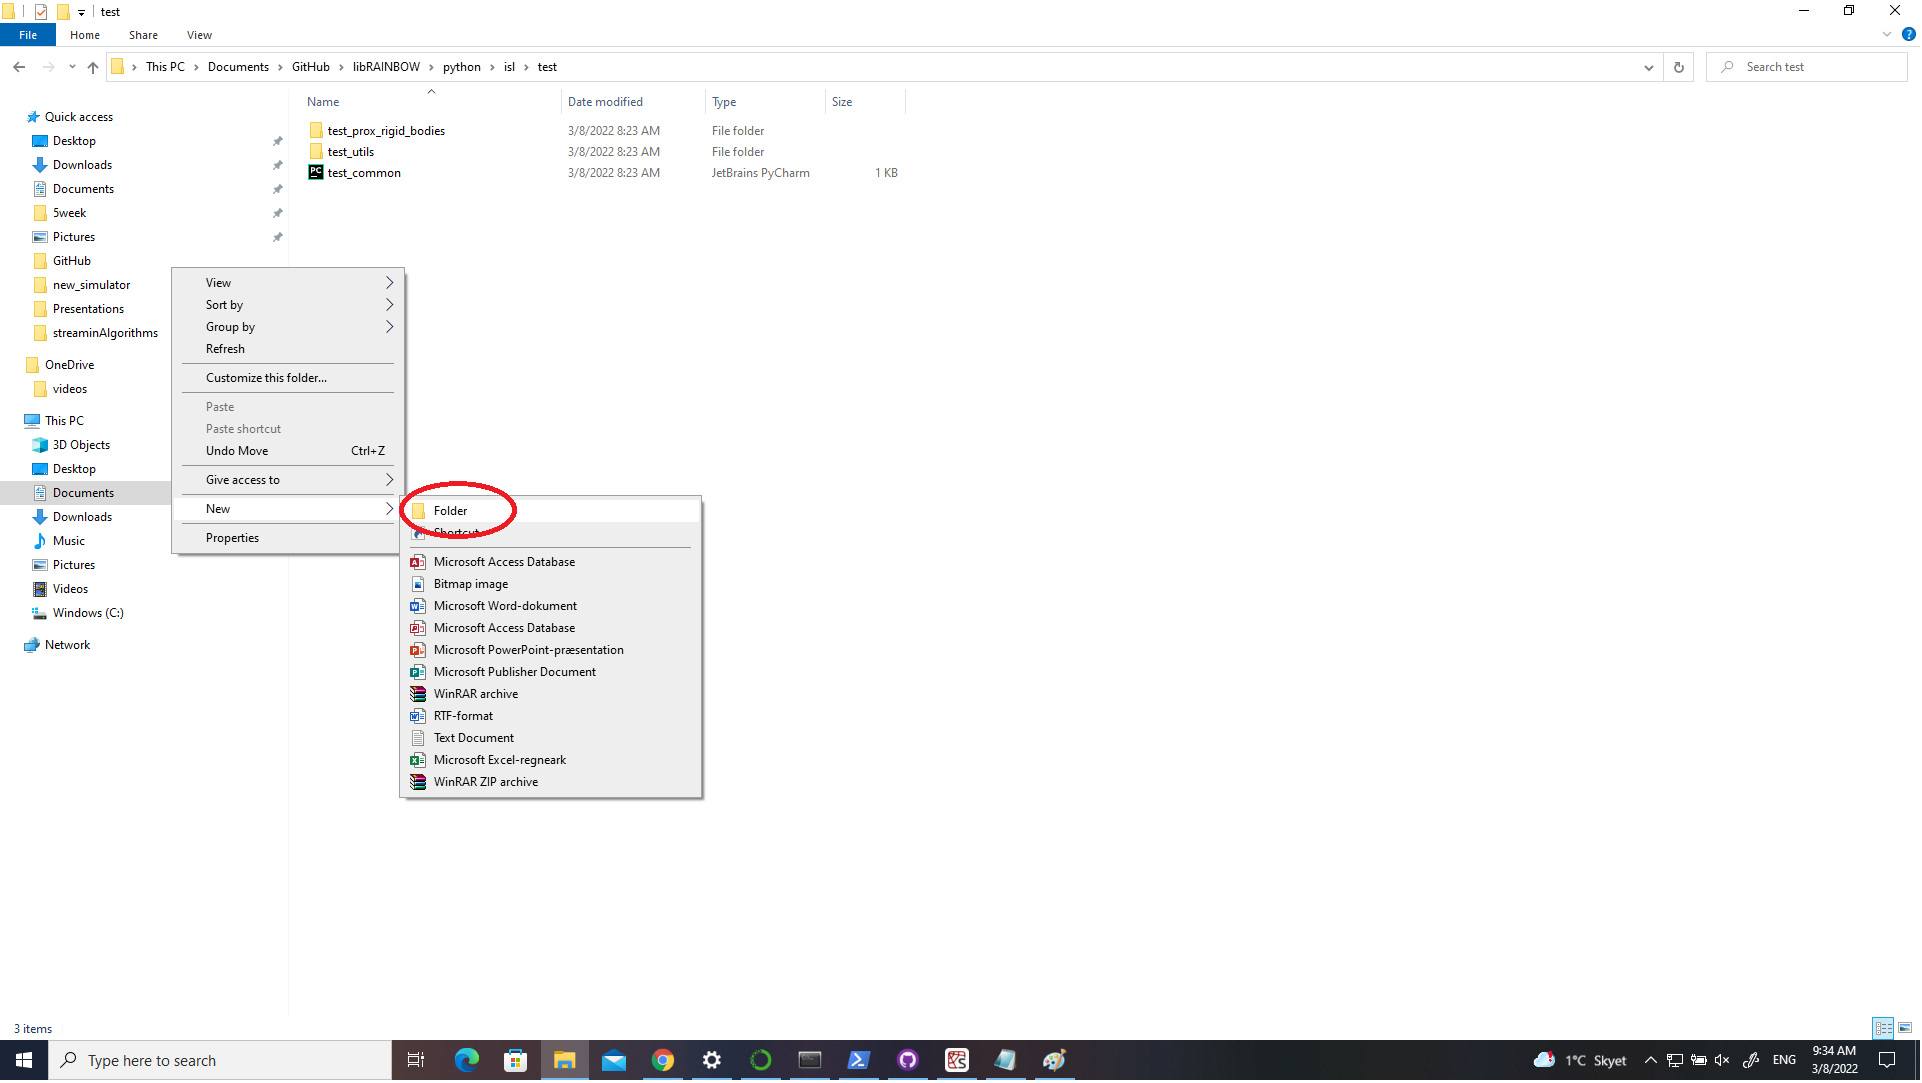 test
File Home Share View
This PC Documents GitHub libRAINBOW python isl test
Search test
Name Date modified Type Size
test_prox_rigid_bodies 3/8/2022 8:23 AM File folder
test_utils 3/8/2022 8:23 AM File folder
test_common 3/8/2022 8:23 AM JetBrains PyCharm 1 KB
Quick access
Desktop
Downloads
Documents
5week
Pictures
GitHub
new_simulator
Presentations
streaminAlgorithms
OneDrive
videos
This PC
3D Objects
Desktop
Documents
Downloads
Music
Pictures
Videos
Windows (C:)
Network
View
Sort by
Group by
Refresh
Customize this folder...
Paste
Paste shortcut
Undo Move Ctrl+Z
Give access to
New
Properties
Folder
Shortcut
Microsoft Access Database
Bitmap image
Microsoft Word-dokument
Microsoft Access Database
Microsoft PowerPoint-præsentation
Microsoft Publisher Document
WinRAR archive
RTF-format
Text Document
Microsoft Excel-regneark
WinRAR ZIP archive
3 items
Type here to search
1°C Skyet
ENG
9:34 AM
3/8/2022